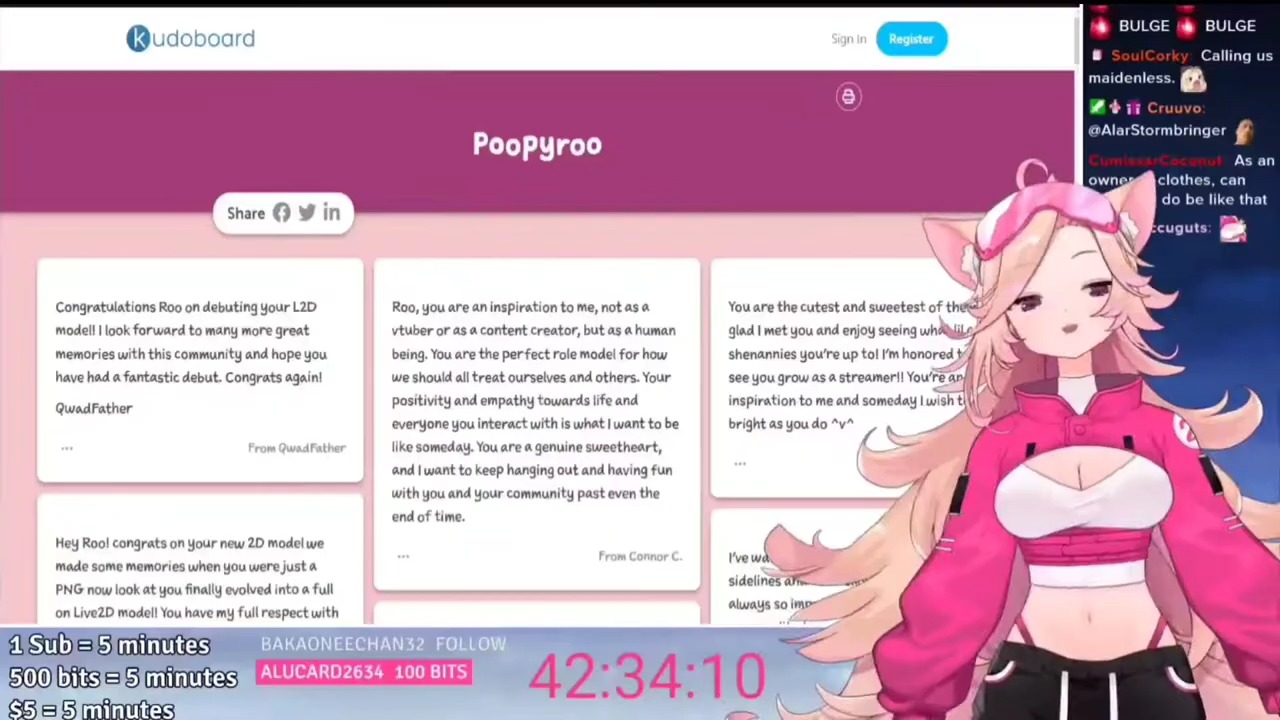 kudoboard
Sign In
Register
Poopyroo
Share
Congratulations Roo on debuting your L2D
model! I look forward to many more great
memories with this community and hope you
have had a fantastic debut. Congrats again!
QwadFather
...
From QwadFather
Hey Roo! congrats on your new 2D model we
made some memories when you were just a
PNG now look at you finally evolved into a full
on Live2D model! You have my full respect with
Roo, you are an inspiration to me, not as a
vtuber or as a content creator, but as a human
being. You are the perfect role model for how
we should all treat ourselves and others. Your
positivity and empathy towards life and
everyone you interact with is what I want to be
like someday. You are a genuine sweetheart,
and I want to keep hanging out and having fun
with you and your community past even the
end of time.
...
From Connor C.
You are the cutest and sweetest of
glad I met you and enjoy seeing
shenannies you're up to! I'm honored
see you grow as a streamer!! You're
inspiration to me and someday I wish
bright as you do ^v^
...
I've
sidelines
always so
BULGE BULGE
SoulCorky: Calling us
maidenless.
Cruuvo:
@AlarStormbringer
CumissarCoconut As an
clothes, can
do be like that
ccuguts:
1 Sub = 5 minutes
500 bits = 5 minutes
$5 = 5 minutes
BAKAONEECHAN32 FOLLOW
ALUCARD2634 100 BITS
42:34:10